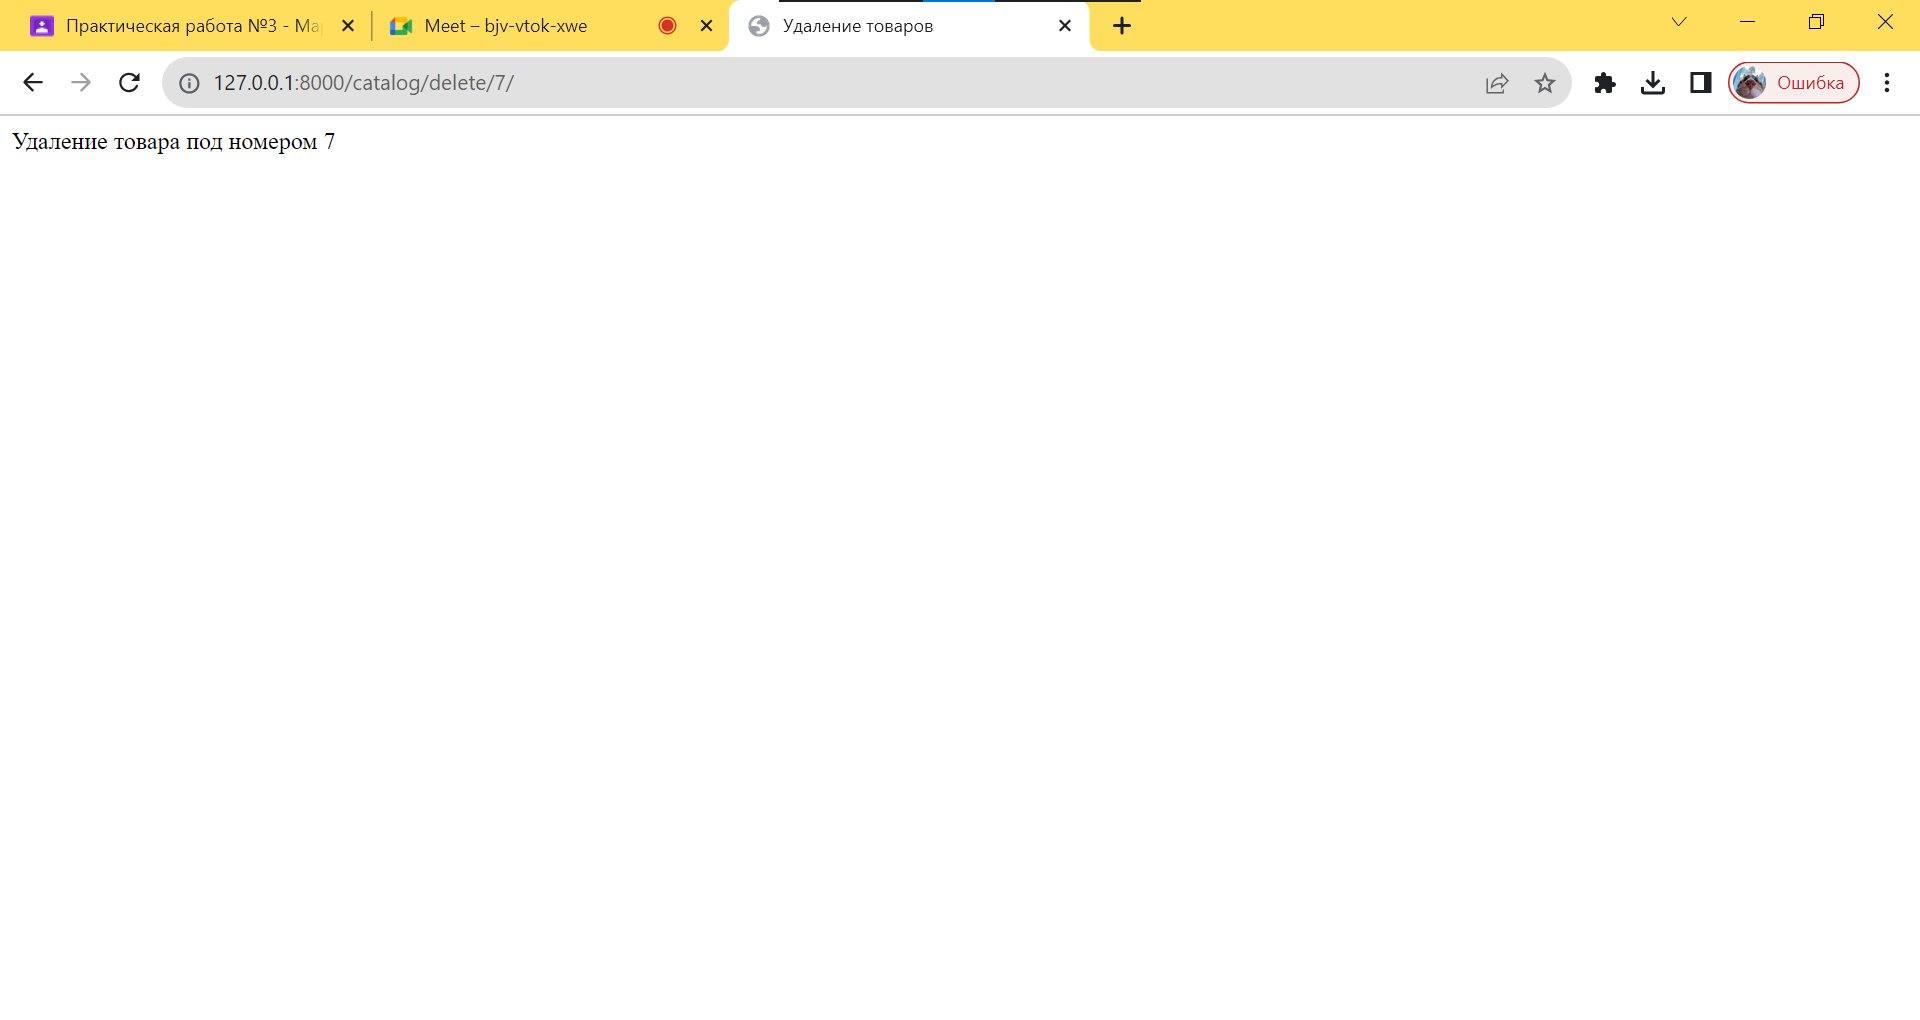 Практическая работа №3 - Ма
Meet – bjv-vtok-xwe
Удаление товаров
127.0.0.1:8000/catalog/delete/7/
Ошибка
Удаление товара под номером 7